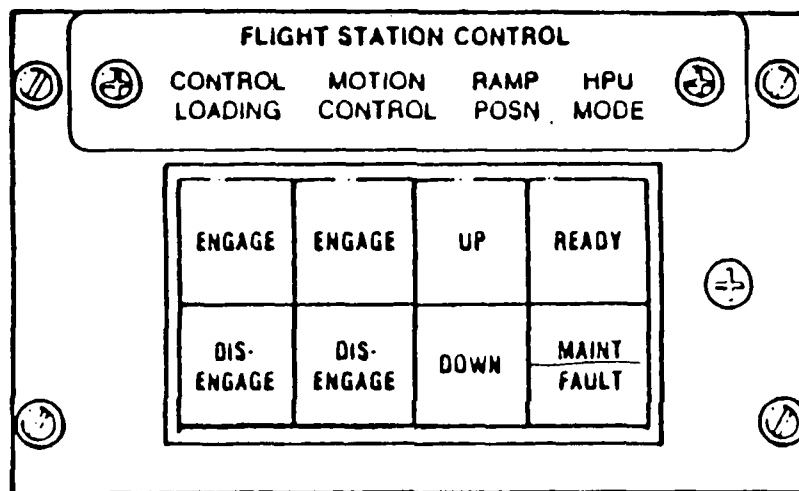 FLIGHT STATION CONTROL
CONTROL MOTION RAMP HPU
LOADING CONTROL POSN MODE
ENGAGE ENGAGE UP READY
DIS- DIS- DOWN MAINT
ENGAGE ENGAGE FAULT